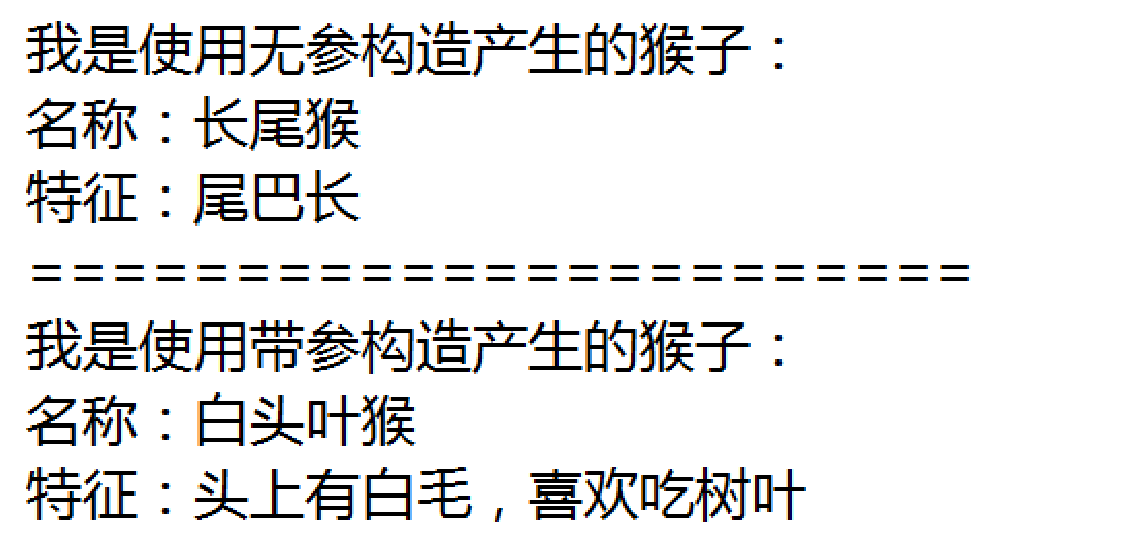 我是使用无参构造产生的猴子：
名称：长尾猴
特征：尾巴长
=======================
我是使用带参构造产生的猴子：
名称：白头叶猴
特征：头上有白毛，喜欢吃树叶